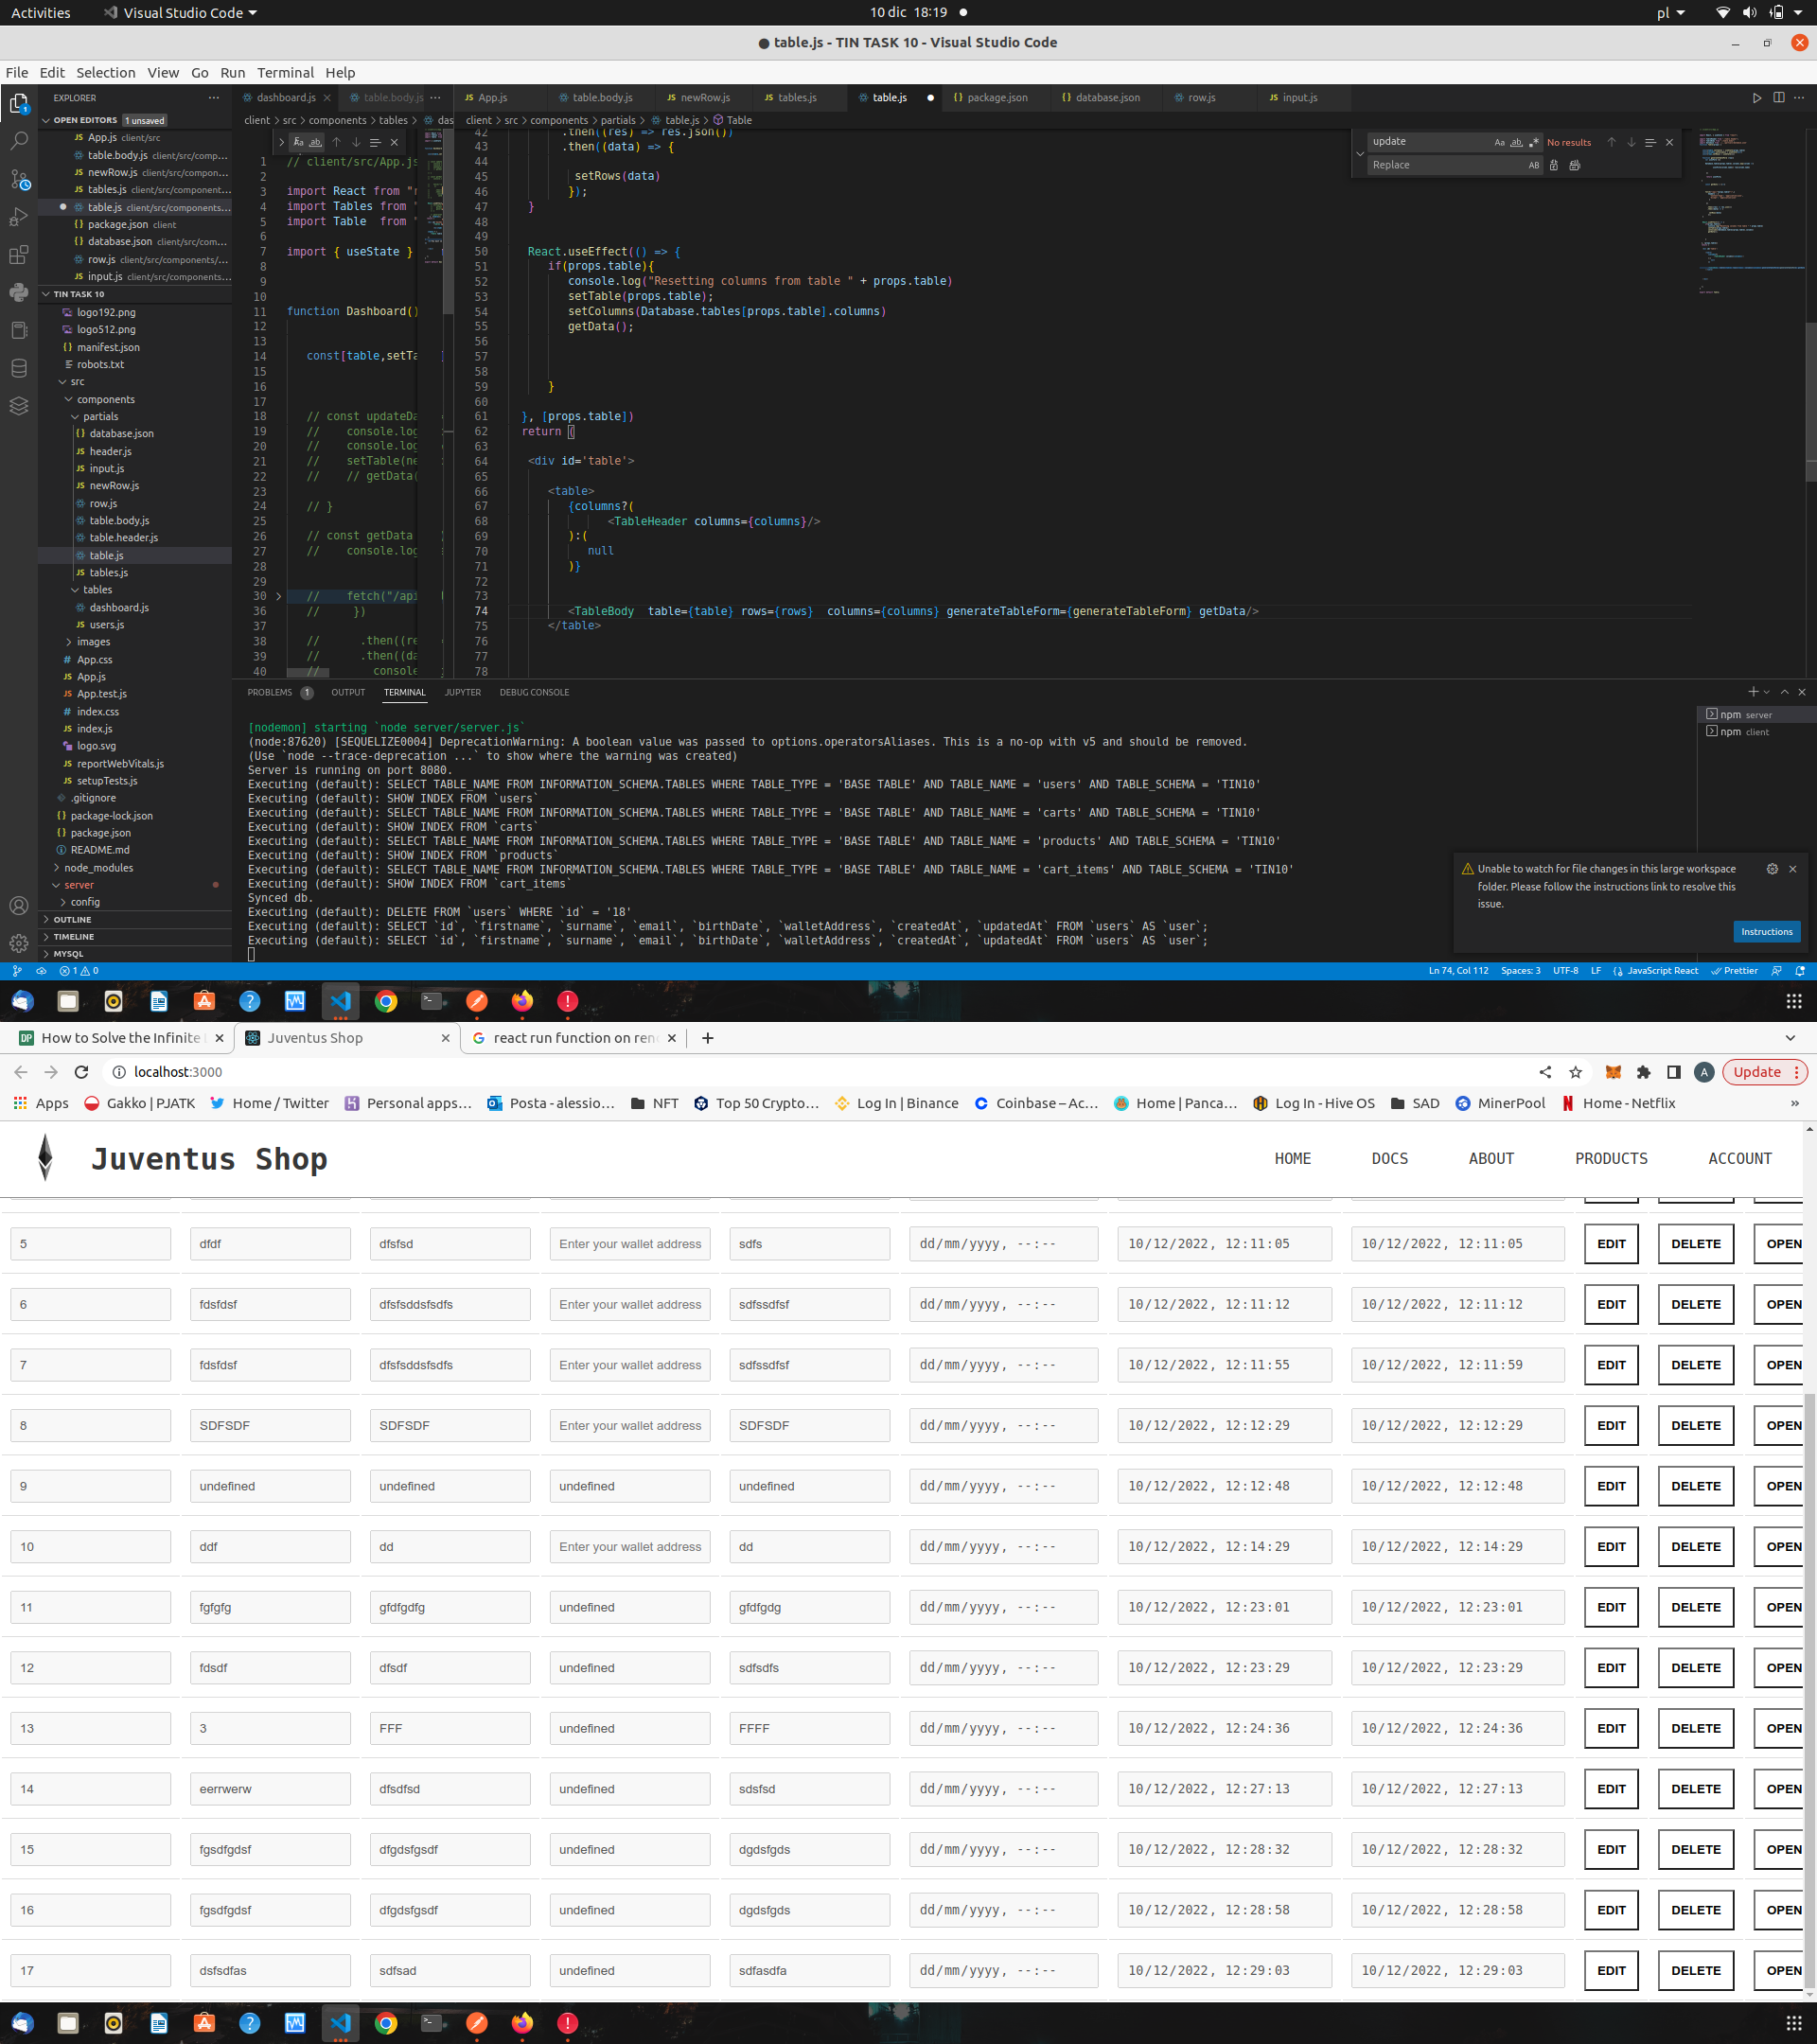 Activities
Visual Studio Code
10 dic 18:19
pl
● table.js - TIN TASK 10 - Visual Studio Code
File Edit Selection View Go Run Terminal Help
EXPLORER
OPEN EDITORS 1 unsaved
App.js client/src
table.body.js client/src/comp...
newRow.js client/src/compon...
tables.js client/src/component...
table.js client/src/components...
package.json client
database.json client/src/com...
row.js client/src/components/...
input.js client/src/components...
TIN TASK 10
logo192.png
logo512.png
manifest.json
robots.txt
src
components
partials
database.json
header.js
input.js
newRow.js
row.js
table.body.js
table.header.js
table.js
tables.js
tables
dashboard.js
users.js
images
App.css
App.js
App.test.js
index.css
index.js
logo.svg
reportWebVitals.js
setupTests.js
.gitignore
package-lock.json
package.json
README.md
node_modules
server
config
OUTLINE
TIMELINE
MYSQL
dashboard.js table.body.js
client > src > components > tables > das
1 // client/src/App.js
2
3 import React from "r
4 import Tables from "
5 import Table from "
6
7 import { useState }
8
9
10
11 function Dashboard()
12
13
14 const[table,setTa
15
16
17
18 // const updateDa
19 // console.log
20 // console.log
21 // setTable(ne
22 // // getData(
23
24 // }
25
26 // const getData
27 // console.log
28
29
30 // fetch("/api
36 // })
37
38 // .then((re
39 // .then((da
40 // console
App.js table.body.js newRow.js tables.js table.js package.json database.json row.js input.js
client > src > components > partials > table.js > Table
update
Aa ab No results
Replace
AB
42 .then((res) => res.json())
43 .then((data) => {
44
45 setRows(data)
46 });
47 }
48
49
50 React.useEffect(() => {
51 if(props.table){
52 console.log("Resetting columns from table " + props.table)
53 setTable(props.table);
54 setColumns(Database.tables[props.table].columns)
55 getData();
56
57
58
59 }
60
61 }, [props.table])
62 return (
63
64 <div id='table'>
65
66 <table>
67 {columns?(
68 <TableHeader columns={columns}/>
69 ):(
70 null
71 )}
72
73
74 <TableBody table={table} rows={rows} columns={columns} generateTableForm={generateTableForm} getData/>
75 </table>
76
77
78
PROBLEMS 1 OUTPUT TERMINAL JUPYTER DEBUG CONSOLE
[nodemon] starting `node server/server.js`
(node:87620) [SEQUELIZE0004] DeprecationWarning: A boolean value was passed to options.operatorsAliases. This is a no-op with v5 and should be removed.
(Use `node --trace-deprecation ...` to show where the warning was created)
Server is running on port 8080.
Executing (default): SELECT TABLE_NAME FROM INFORMATION_SCHEMA.TABLES WHERE TABLE_TYPE = 'BASE TABLE' AND TABLE_NAME = 'users' AND TABLE_SCHEMA = 'TIN10'
Executing (default): SHOW INDEX FROM `users`
Executing (default): SELECT TABLE_NAME FROM INFORMATION_SCHEMA.TABLES WHERE TABLE_TYPE = 'BASE TABLE' AND TABLE_NAME = 'carts' AND TABLE_SCHEMA = 'TIN10'
Executing (default): SHOW INDEX FROM `carts`
Executing (default): SELECT TABLE_NAME FROM INFORMATION_SCHEMA.TABLES WHERE TABLE_TYPE = 'BASE TABLE' AND TABLE_NAME = 'products' AND TABLE_SCHEMA = 'TIN10'
Executing (default): SHOW INDEX FROM `products`
Executing (default): SELECT TABLE_NAME FROM INFORMATION_SCHEMA.TABLES WHERE TABLE_TYPE = 'BASE TABLE' AND TABLE_NAME = 'cart_items' AND TABLE_SCHEMA = 'TIN10'
Executing (default): SHOW INDEX FROM `cart_items`
Synced db.
Executing (default): DELETE FROM `users` WHERE `id` = '18'
Executing (default): SELECT `id`, `firstname`, `surname`, `email`, `birthDate`, `walletAddress`, `createdAt`, `updatedAt` FROM `users` AS `user`;
Executing (default): SELECT `id`, `firstname`, `surname`, `email`, `birthDate`, `walletAddress`, `createdAt`, `updatedAt` FROM `users` AS `user`;
npm server
npm client
Unable to watch for file changes in this large workspace
folder. Please follow the instructions link to resolve this
issue.
Instructions
1 0
Ln 74, Col 112 Spaces: 3 UTF-8 LF JavaScript React Prettier
How to Solve the Infinite L
Juventus Shop
react run function on ren
localhost:3000
A
Update
Apps Gakko | PJATK Home / Twitter Personal apps... Posta - alessio... NFT Top 50 Crypto... Log In | Binance Coinbase – Ac... Home | Panca... Log In - Hive OS SAD MinerPool Home - Netflix »
Juventus Shop
HOME DOCS ABOUT PRODUCTS ACCOUNT
5 dfdf dfsfsd Enter your wallet address sdfs dd/mm/yyyy, --:-- 10/12/2022, 12:11:05 10/12/2022, 12:11:05 EDIT DELETE OPEN
6 fdsfdsf dfsfsddsfsdfs Enter your wallet address sdfssdfsf dd/mm/yyyy, --:-- 10/12/2022, 12:11:12 10/12/2022, 12:11:12 EDIT DELETE OPEN
7 fdsfdsf dfsfsddsfsdfs Enter your wallet address sdfssdfsf dd/mm/yyyy, --:-- 10/12/2022, 12:11:55 10/12/2022, 12:11:59 EDIT DELETE OPEN
8 SDFSDF SDFSDF Enter your wallet address SDFSDF dd/mm/yyyy, --:-- 10/12/2022, 12:12:29 10/12/2022, 12:12:29 EDIT DELETE OPEN
9 undefined undefined undefined undefined dd/mm/yyyy, --:-- 10/12/2022, 12:12:48 10/12/2022, 12:12:48 EDIT DELETE OPEN
10 ddf dd Enter your wallet address dd dd/mm/yyyy, --:-- 10/12/2022, 12:14:29 10/12/2022, 12:14:29 EDIT DELETE OPEN
11 fgfgfg gfdfgdfg undefined gfdfgdg dd/mm/yyyy, --:-- 10/12/2022, 12:23:01 10/12/2022, 12:23:01 EDIT DELETE OPEN
12 fdsdf dfsdf undefined sdfsdfs dd/mm/yyyy, --:-- 10/12/2022, 12:23:29 10/12/2022, 12:23:29 EDIT DELETE OPEN
13 3 FFF undefined FFFF dd/mm/yyyy, --:-- 10/12/2022, 12:24:36 10/12/2022, 12:24:36 EDIT DELETE OPEN
14 eerrwerw dfsdfsd undefined sdsfsd dd/mm/yyyy, --:-- 10/12/2022, 12:27:13 10/12/2022, 12:27:13 EDIT DELETE OPEN
15 fgsdfgdsf dfgdsfgsdf undefined dgdsfgds dd/mm/yyyy, --:-- 10/12/2022, 12:28:32 10/12/2022, 12:28:32 EDIT DELETE OPEN
16 fgsdfgdsf dfgdsfgsdf undefined dgdsfgds dd/mm/yyyy, --:-- 10/12/2022, 12:28:58 10/12/2022, 12:28:58 EDIT DELETE OPEN
17 dsfsdfas sdfsad undefined sdfasdfa dd/mm/yyyy, --:-- 10/12/2022, 12:29:03 10/12/2022, 12:29:03 EDIT DELETE OPEN